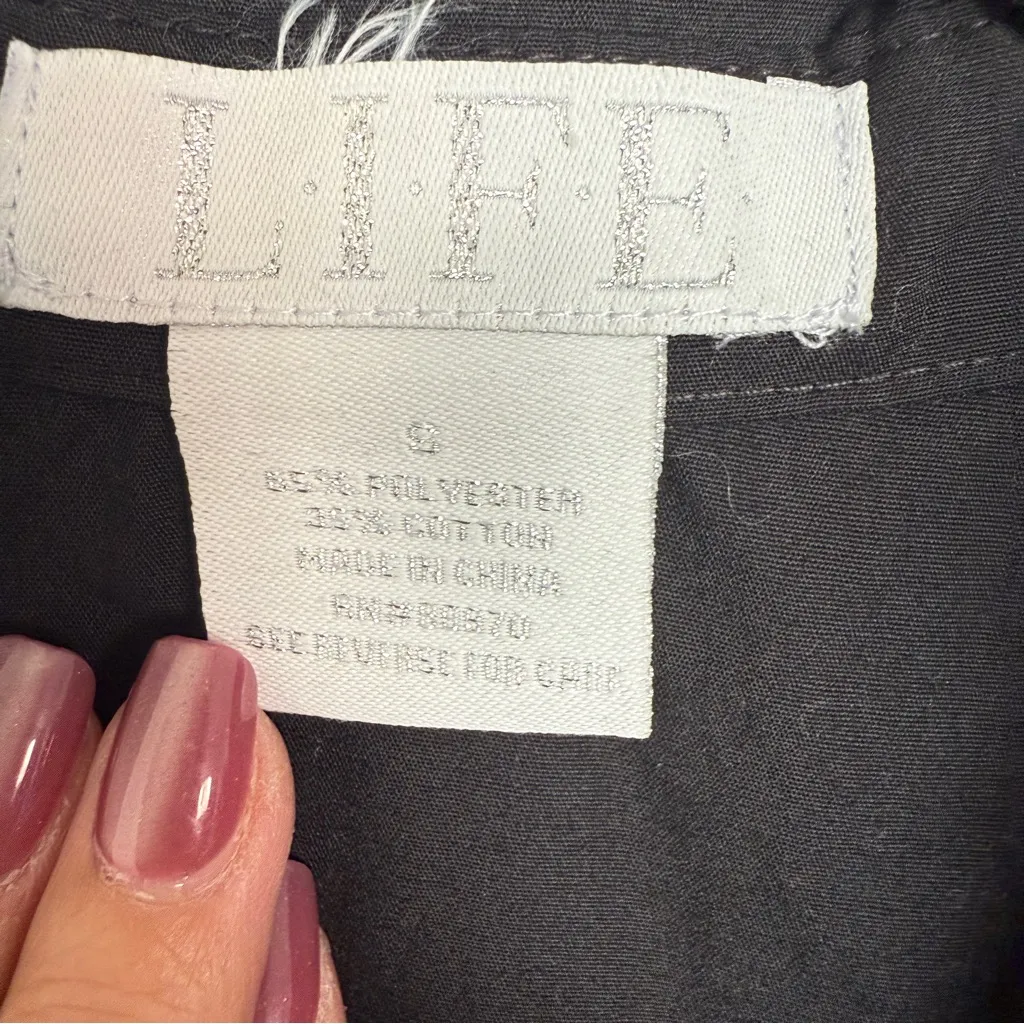 L.I.F.E.
S
65% POLYESTER
35% COTTON
MADE IN CHINA
SEE REVERSE FOR CARE